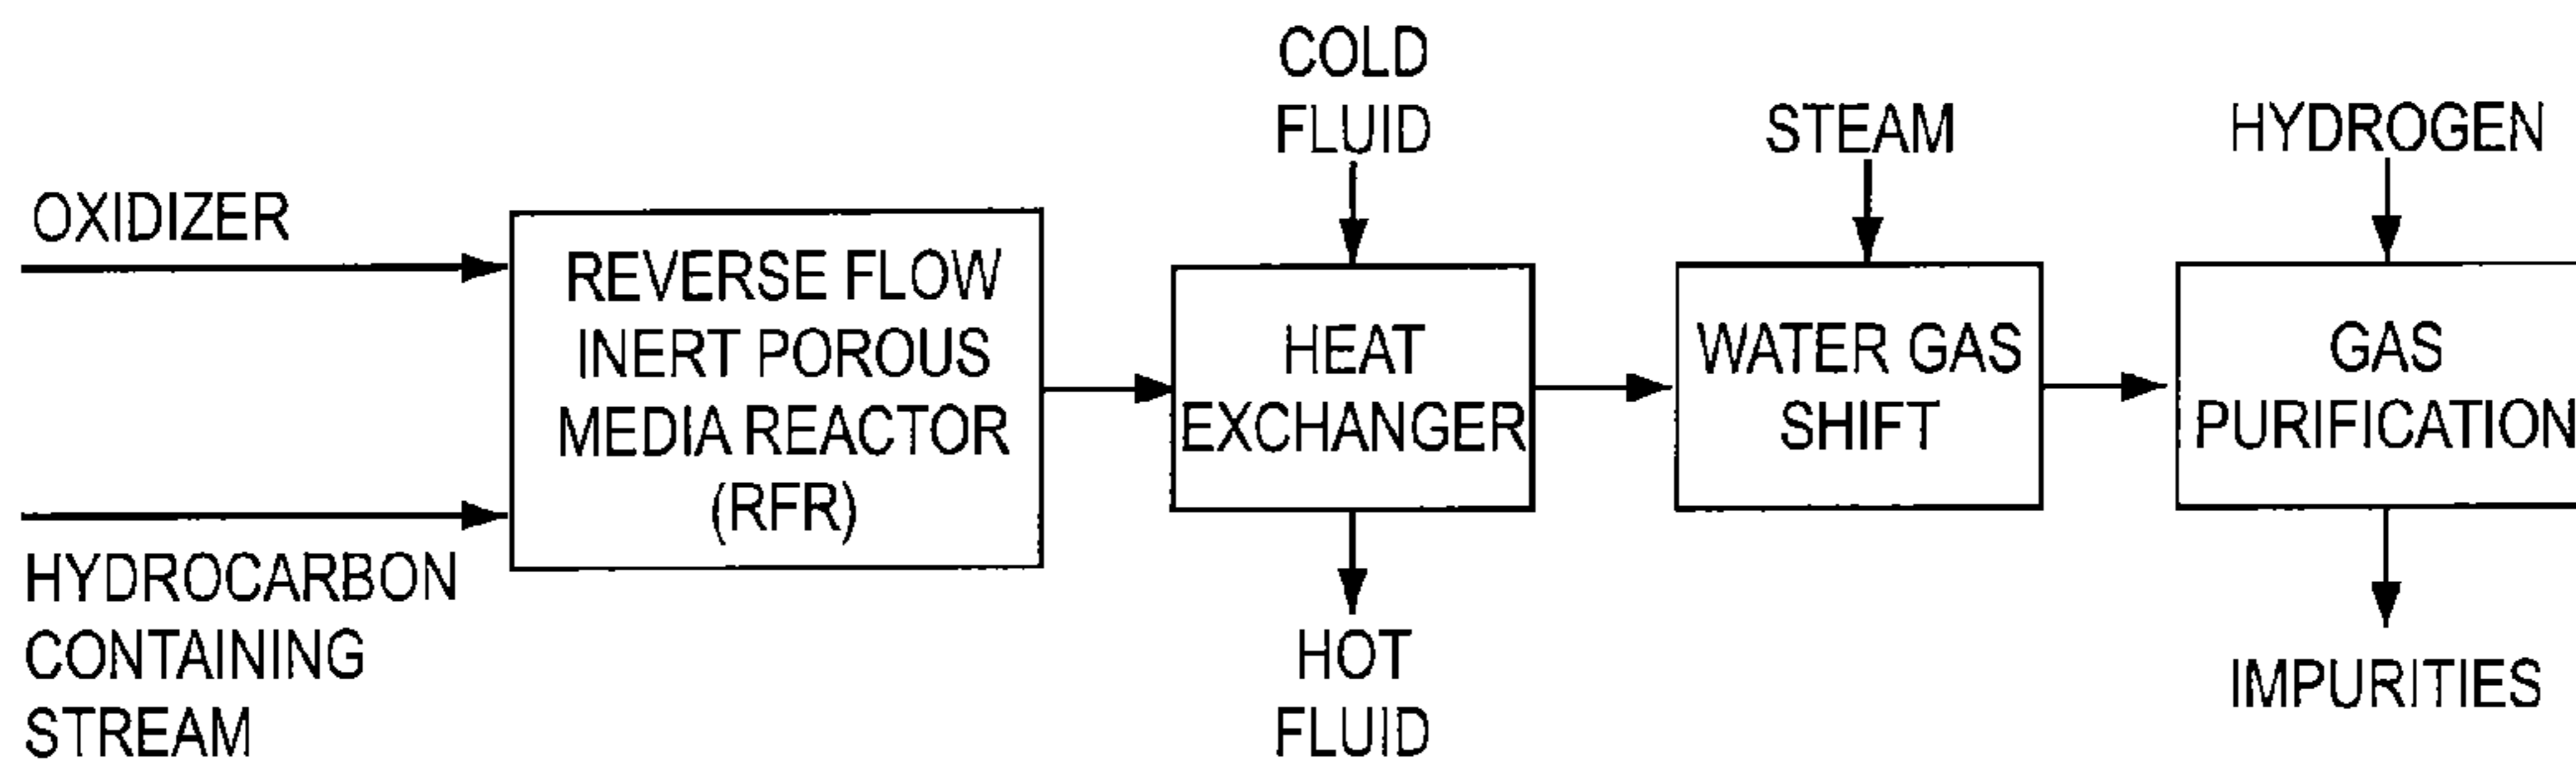 COLD
FLUID
STEAM
HYDROGEN
OXIDIZER
REVERSE FLOW
INERT POROUS
MEDIA REACTOR
(RFR)
HEAT
EXCHANGER
WATER GAS
SHIFT
GAS
PURIFICATION
HYDROCARBON
CONTAINING
STREAM
HOT
FLUID
IMPURITIES